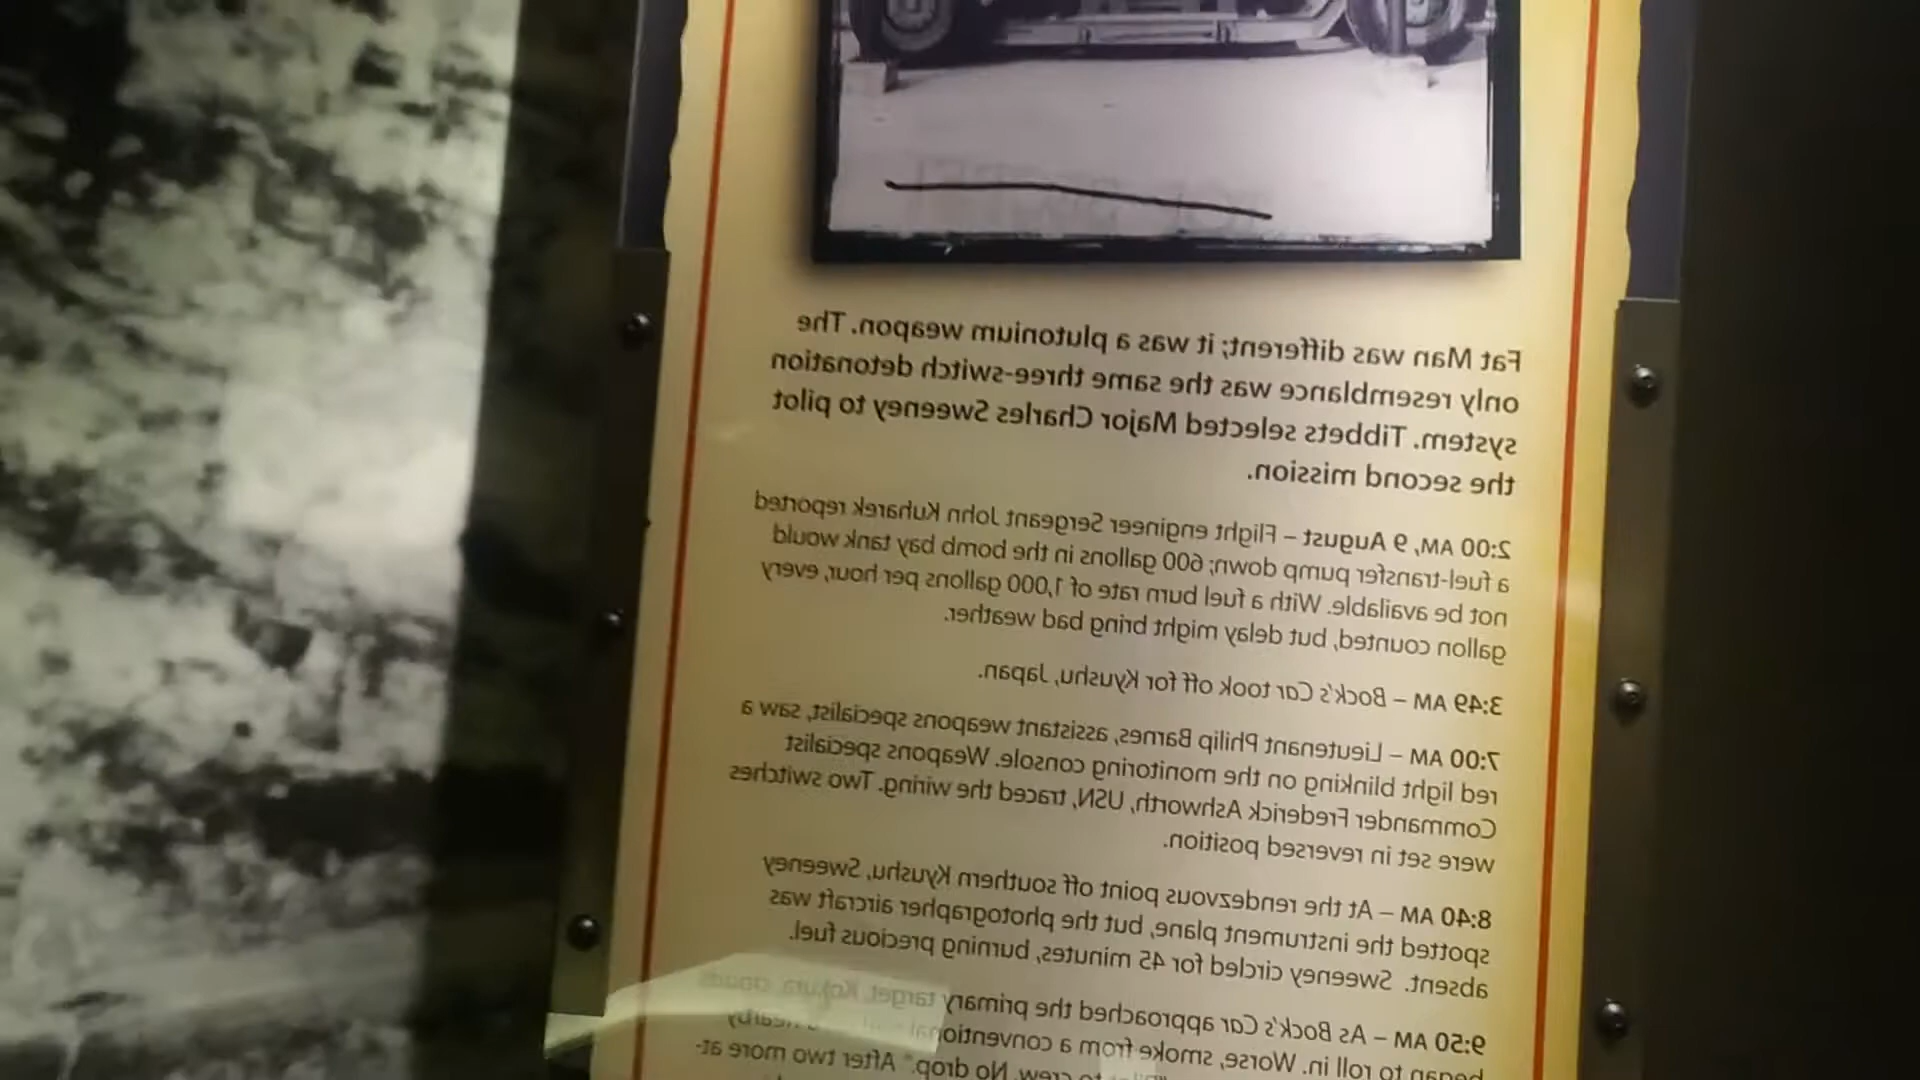 TOP SECRET
Fat Man was different; it was a plutonium weapon. The
only resemblance was the same three-switch detonation
system. Tibbets selected Major Charles Sweeney to pilot
the second mission.
2:00 AM, 9 August – Flight engineer Sergeant John Kuharek reported
a fuel-transfer pump down; 600 gallons in the bomb bay tank would
not be available. With a fuel burn rate of 1,000 gallons per hour, every
gallon counted, but delay might bring bad weather.
3:49 AM – Bock's Car took off for Kyushu, Japan.
7:00 AM – Lieutenant Philip Barnes, assistant weapons specialist, saw a
red light blinking on the monitoring console. Weapons specialist
Commander Frederick Ashworth, USN, traced the wiring. Two switches
were set in reversed position.
8:40 AM – At the rendezvous point off southern Kyushu, Sweeney
spotted the instrument plane, but the photographer aircraft was
absent. Sweeney circled for 45 minutes, burning precious fuel.
9:50 AM – As Bock's Car approached the primary target, Kokura, clouds
began to roll in. Worse, smoke from a conventional nearby
to crew, No drop." After two more at-